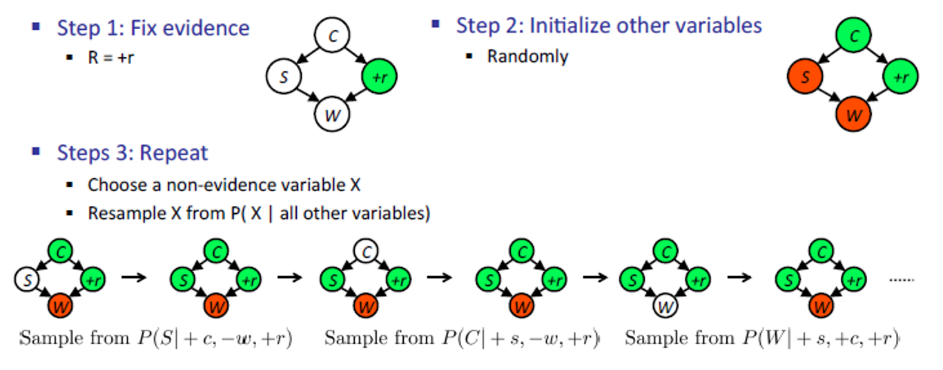 Step 1: Fix evidence
R = +r
C
S
+r
W
Step 2: Initialize other variables
Randomly
C
S
+r
W
Steps 3: Repeat
Choose a non-evidence variable X
Resample X from P( X | all other variables)
C
S
+r
W
C
S
+r
W
C
S
+r
W
C
S
+r
W
C
S
+r
W
C
S
+r
W
......
Sample from P(S| + c, −w, +r)
Sample from P(C| + s, −w, +r)
Sample from P(W| + s, +c, +r)